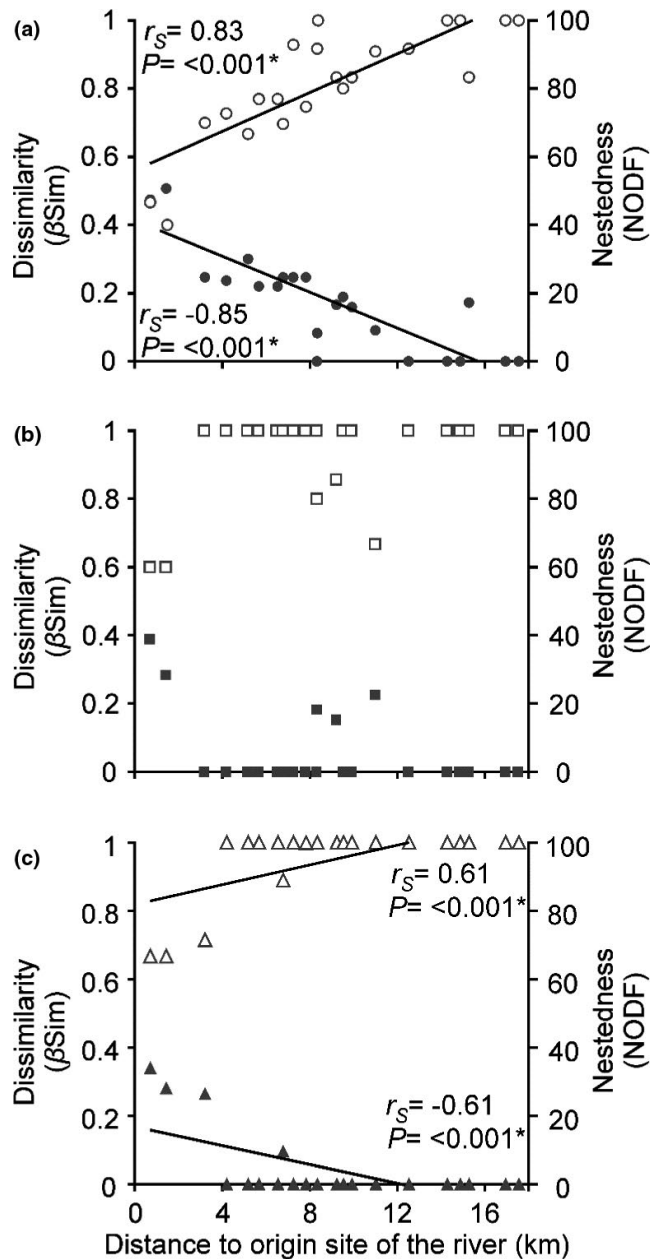 (a)
r_S = 0.83
P = <0.001*
r_S = -0.85
P = <0.001*
Dissimilarity
(βSim)
1
0.8
0.6
0.4
0.2
0
Nestedness
(NODF)
100
80
60
40
20
0
(b)
Dissimilarity
(βSim)
1
0.8
0.6
0.4
0.2
0
Nestedness
(NODF)
100
80
60
40
20
0
(c)
r_S = 0.61
P = <0.001*
r_S = -0.61
P = <0.001*
Dissimilarity
(βSim)
1
0.8
0.6
0.4
0.2
0
Nestedness
(NODF)
100
80
60
40
20
0
0 4 8 12 16
Distance to origin site of the river (km)